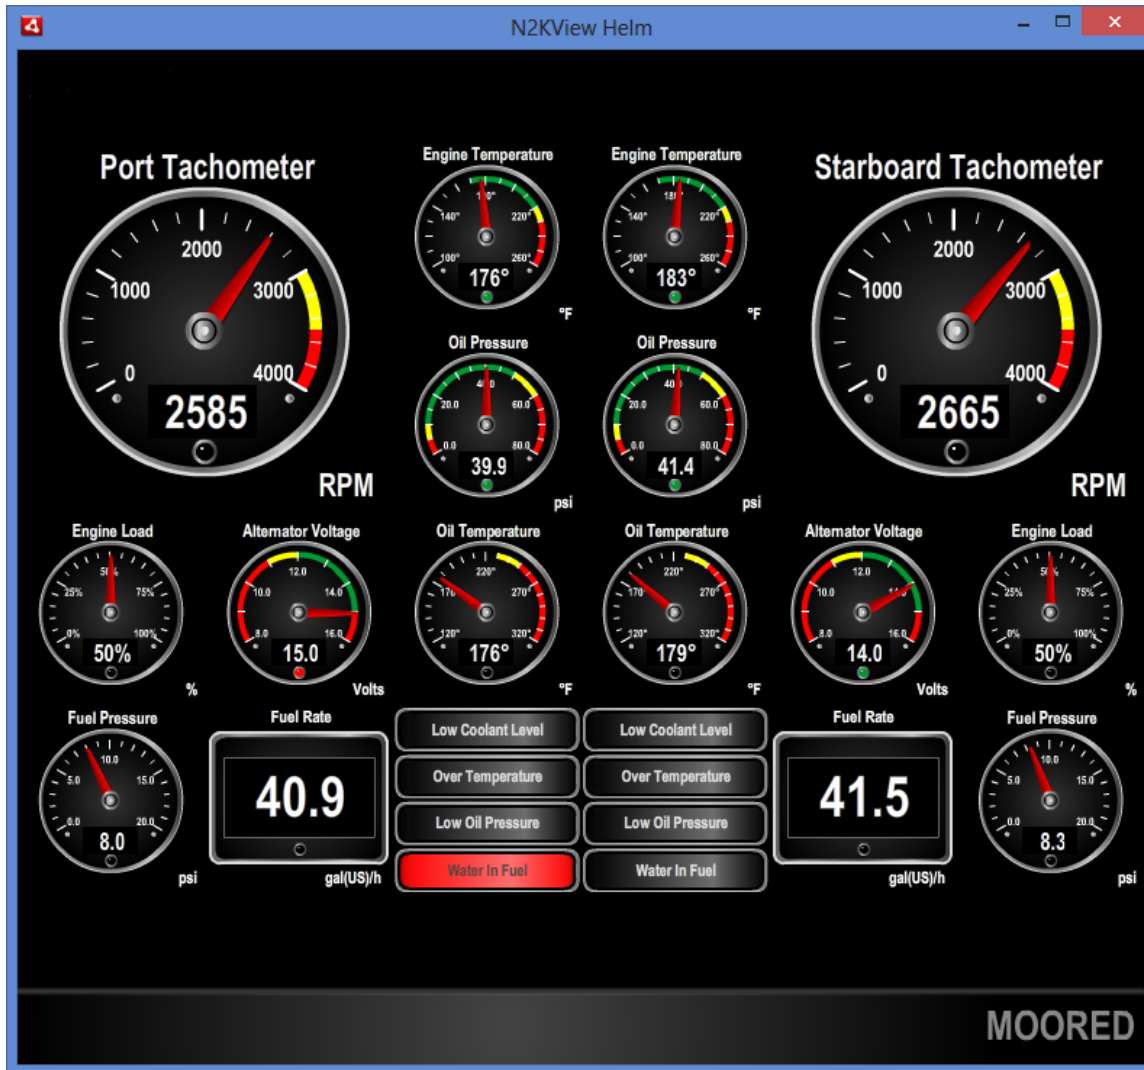 N2KView Helm
Port Tachometer
0
1000
2000
3000
4000
2585
RPM
Engine Temperature
100°
140°
220°
260°
176°
°F
Engine Temperature
100°
140°
220°
260°
183°
°F
Starboard Tachometer
0
1000
2000
3000
4000
2665
RPM
Oil Pressure
0.0
20.0
60.0
80.0
39.9
psi
Oil Pressure
0.0
20.0
60.0
80.0
41.4
psi
Engine Load
0%
25%
75%
100%
50%
%
Alternator Voltage
8.0
10.0
12.0
14.0
16.0
15.0
Volts
Oil Temperature
120°
220°
270°
320°
176°
°F
Oil Temperature
120°
170°
220°
270°
320°
179°
°F
Alternator Voltage
8.0
10.0
12.0
16.0
14.0
Volts
Engine Load
0%
25%
75%
100%
50%
%
Fuel Pressure
0.0
5.0
10.0
15.0
20.0
8.0
psi
Fuel Rate
40.9
gal(US)/h
Low Coolant Level
Over Temperature
Low Oil Pressure
Water In Fuel
Low Coolant Level
Over Temperature
Low Oil Pressure
Water In Fuel
Fuel Rate
41.5
gal(US)/h
Fuel Pressure
0.0
5.0
10.0
15.0
20.0
8.3
psi
MOORED